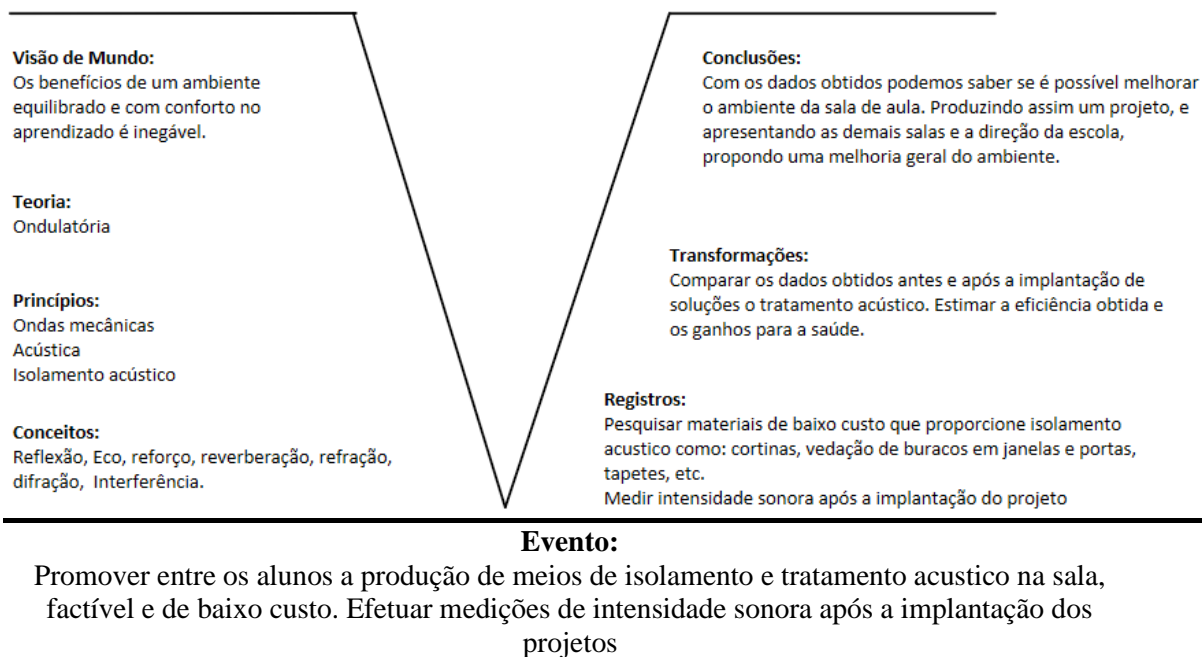 Visão de Mundo:
Os benefícios de um ambiente
equilibrado e com conforto no
aprendizado é inegável.
Teoria:
Ondulatória
Princípios:
Ondas mecânicas
Acústica
Isolamento acústico
Conceitos:
Reflexão, Eco, reforço, reverberação, refração,
difração, Interferência.
Conclusões:
Com os dados obtidos podemos saber se é possível melhorar
o ambiente da sala de aula. Produzindo assim um projeto, e
apresentando as demais salas e a direção da escola,
propondo uma melhoria geral do ambiente.
Transformações:
Comparar os dados obtidos antes e após a implantação de
soluções o tratamento acústico. Estimar a eficiência obtida e
os ganhos para a saúde.
Registros:
Pesquisar materiais de baixo custo que proporcione isolamento
acustico como: cortinas, vedação de buracos em janelas e portas,
tapetes, etc.
Medir intensidade sonora após a implantação do projeto
Evento:
Promover entre os alunos a produção de meios de isolamento e tratamento acustico na sala,
factível e de baixo custo. Efetuar medições de intensidade sonora após a implantação dos
projetos